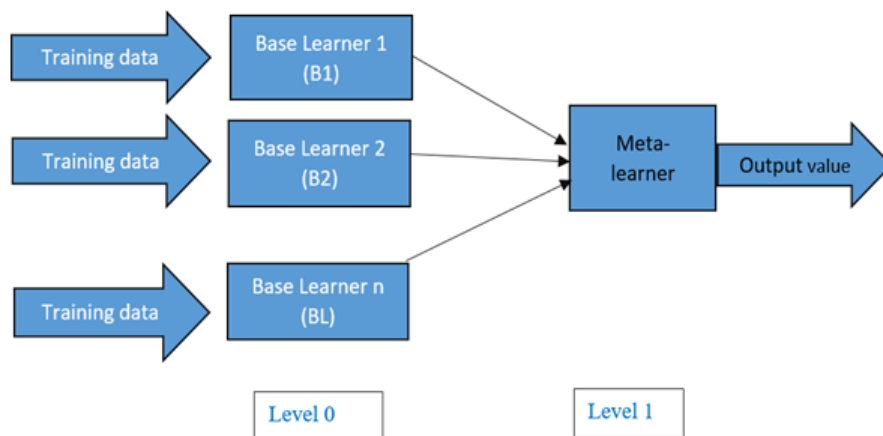 Training data
Base Learner 1
(B1)
Training data
Base Learner 2
(B2)
Meta-
learner
Output value
Training data
Base Learner n
(BL)
Level 0
Level 1